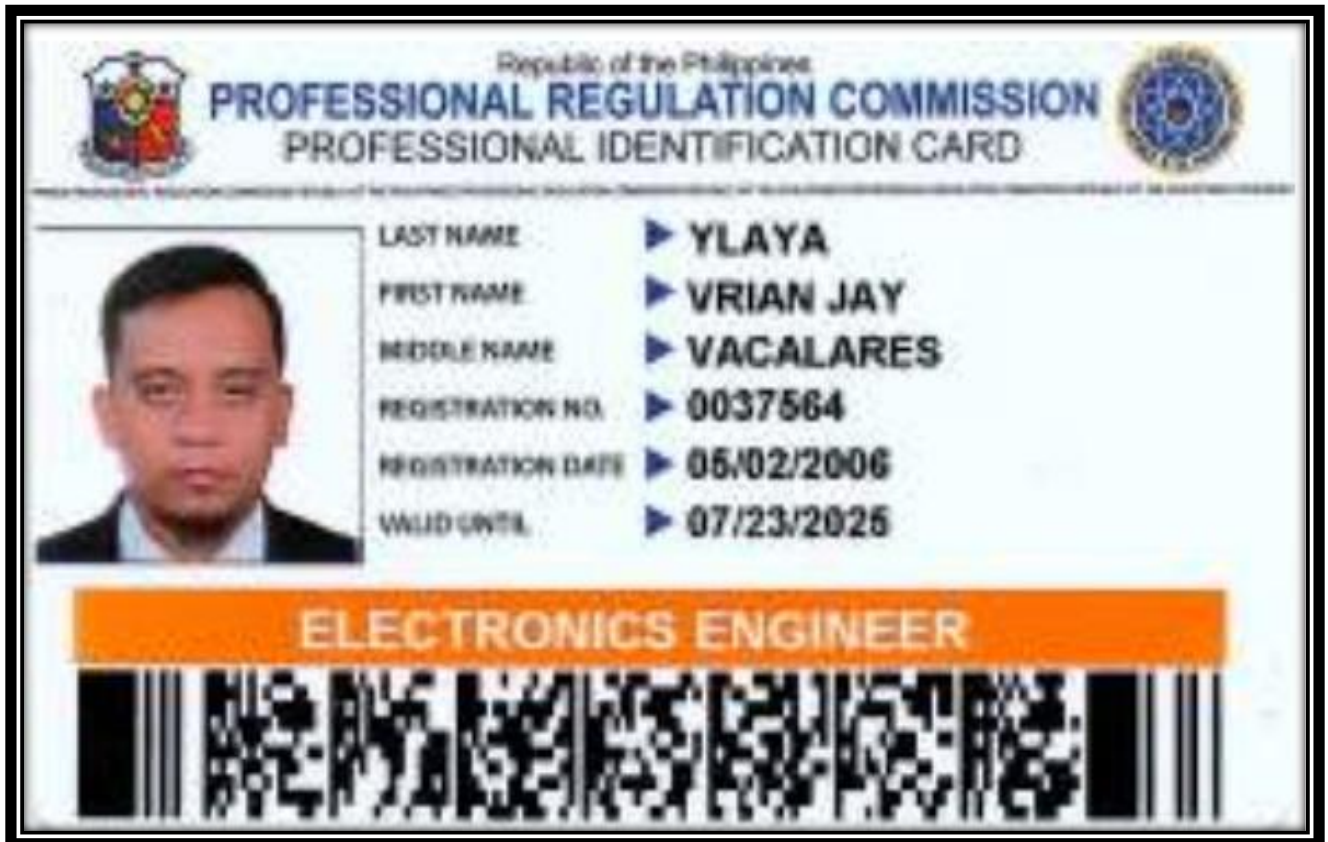 Republic of the Philippines
PROFESSIONAL REGULATION COMMISSION
PROFESSIONAL IDENTIFICATION CARD
LAST NAME YLAYA
FIRST NAME VRIAN JAY
MIDDLE NAME VACALARES
REGISTRATION NO. 0037564
REGISTRATION DATE 05/02/2006
VALID UNTIL 07/23/2025
ELECTRONICS ENGINEER